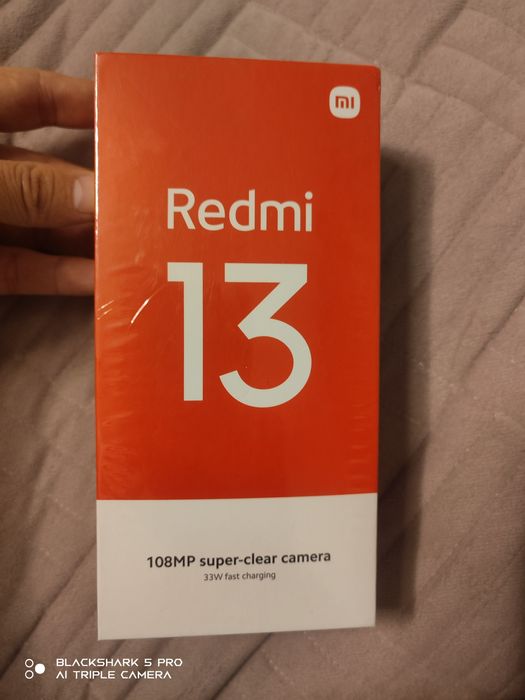 mi
Redmi
13
108MP super-clear camera
33W fast charging
BLACKSHARK 5 PRO
AI TRIPLE CAMERA